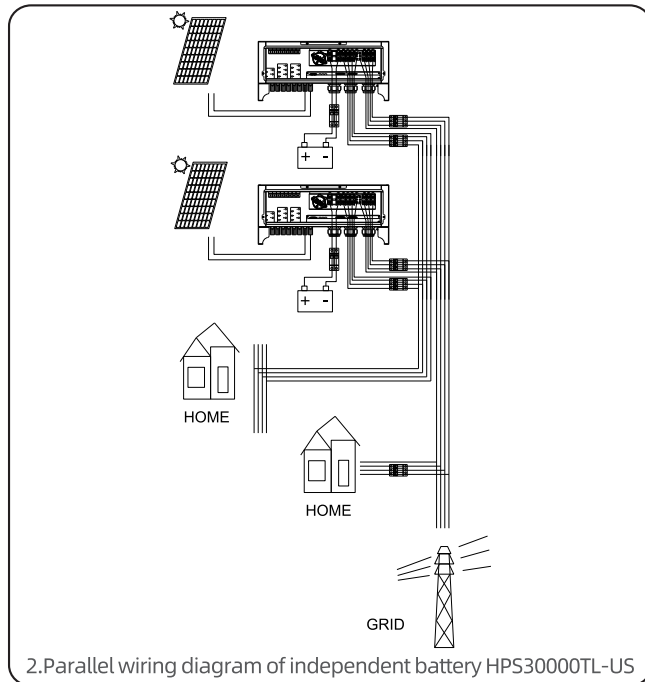 + -
+ -
HOME
HOME
GRID
2.Parallel wiring diagram of independent battery HPS30000TL-US